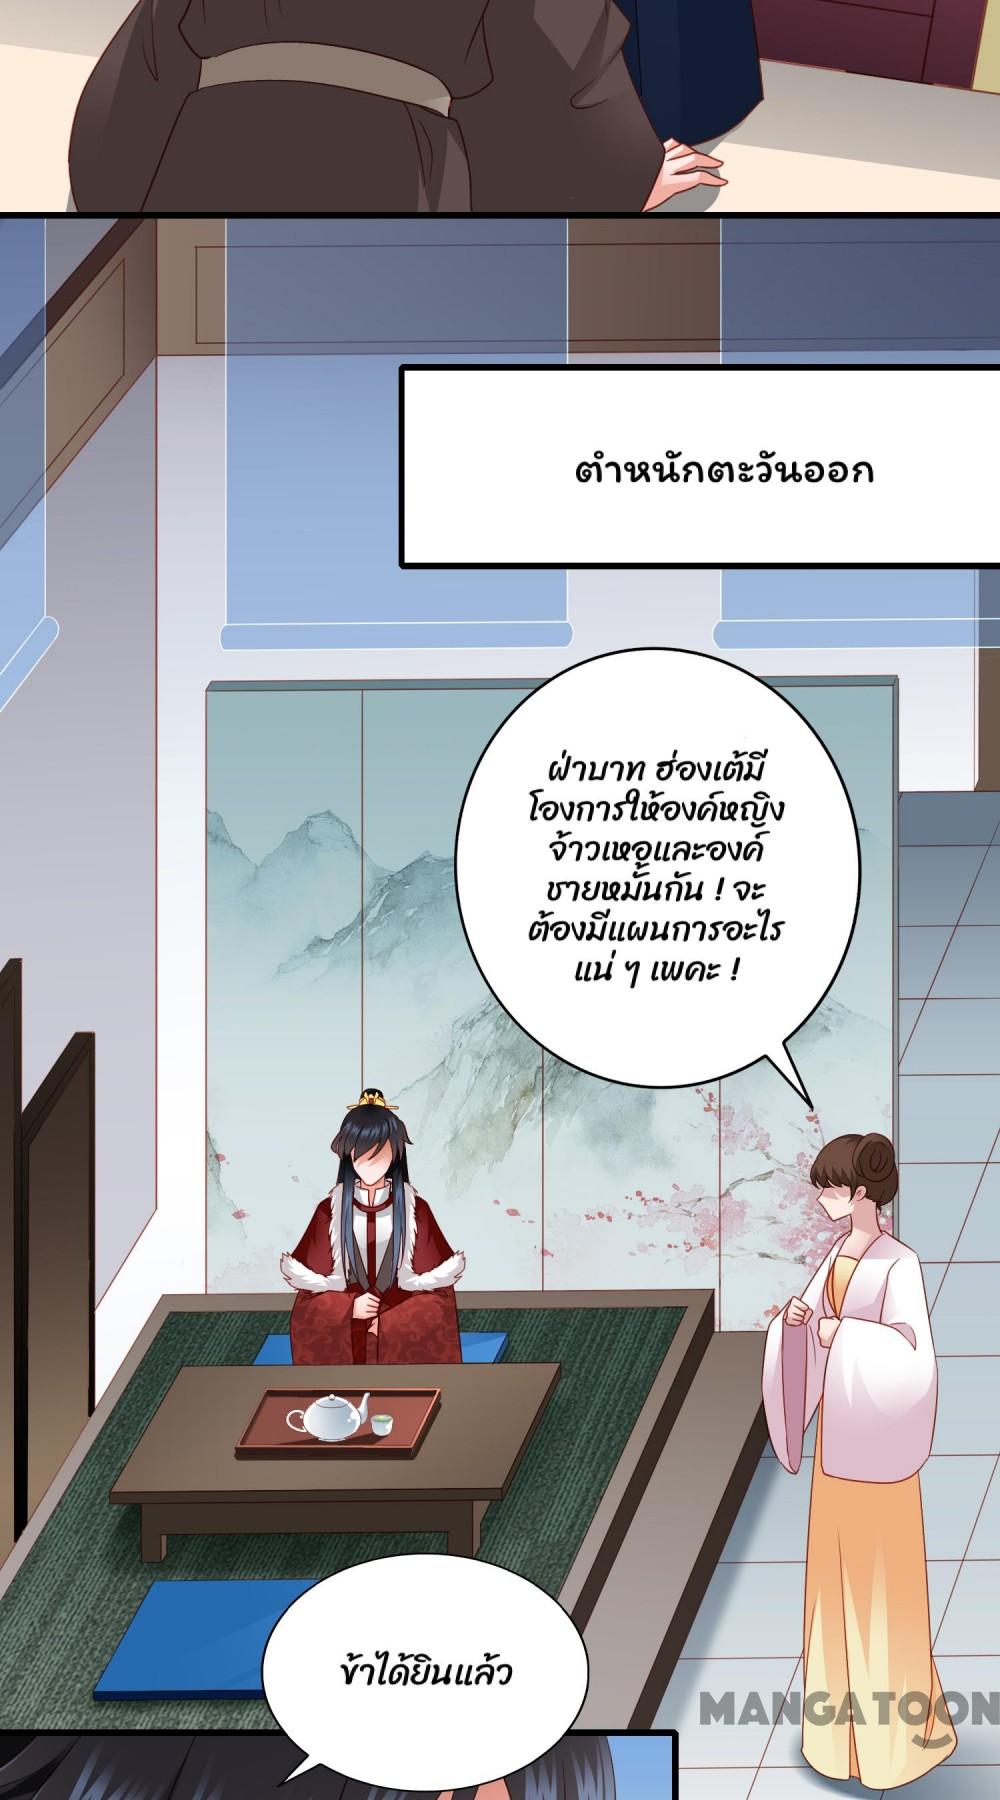 ตำหนักตะวันออก
ฝ่าบาท ฮ่องเต้มี
โองการให้องค์หญิง
จ้าวเหอและองค์
ชายหมั้นกัน ! จะ
ต้องมีแผนการอะไร
แน่ ๆ เพคะ !
ข้าได้ยินแล้ว
MANGATOON